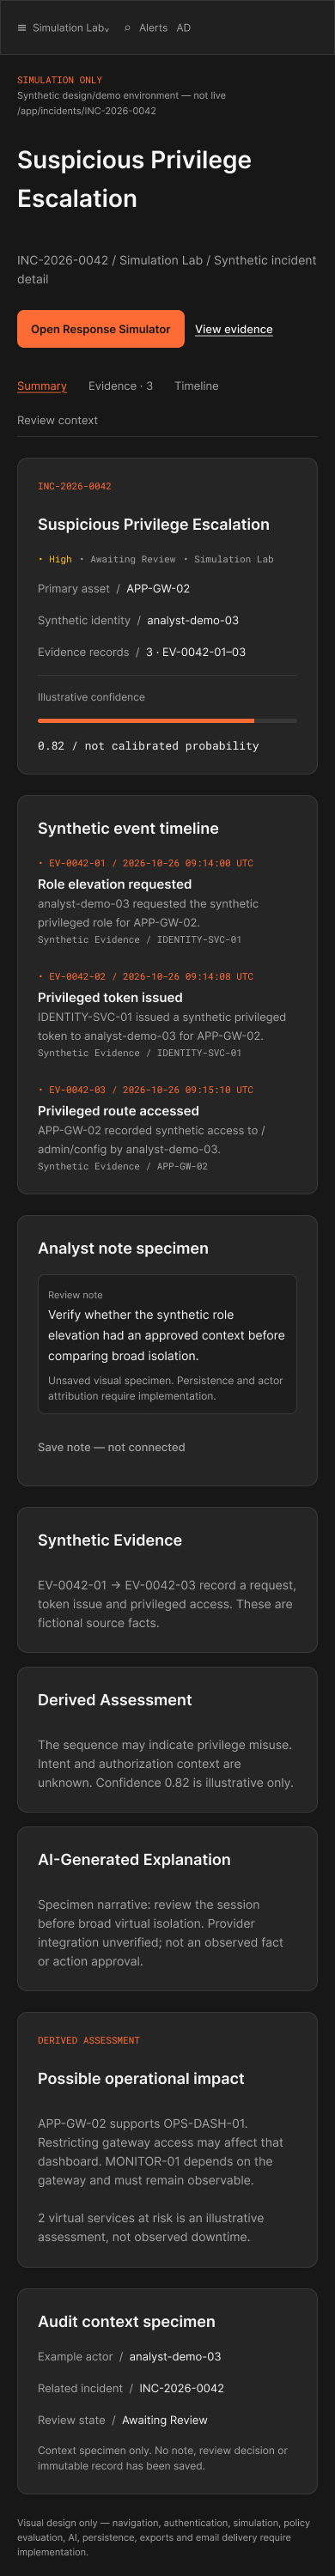 ≡ Simulation Lab⌄ ⌕ Alerts AD
SIMULATION ONLY
Synthetic design/demo environment — not live
/app/incidents/INC-2026-0042
Suspicious Privilege
Escalation
INC-2026-0042 / Simulation Lab / Synthetic incident
detail
Open Response Simulator View evidence
Summary Evidence · 3 Timeline
Review context
INC-2026-0042
Suspicious Privilege Escalation
• High • Awaiting Review • Simulation Lab
Primary asset / APP-GW-02
Synthetic identity / analyst-demo-03
Evidence records / 3 · EV-0042-01–03
Illustrative confidence
0.82 / not calibrated probability
Synthetic event timeline
• EV-0042-01 / 2026-10-26 09:14:00 UTC
Role elevation requested
analyst-demo-03 requested the synthetic
privileged role for APP-GW-02.
Synthetic Evidence / IDENTITY-SVC-01
• EV-0042-02 / 2026-10-26 09:14:08 UTC
Privileged token issued
IDENTITY-SVC-01 issued a synthetic privileged
token to analyst-demo-03 for APP-GW-02.
Synthetic Evidence / IDENTITY-SVC-01
• EV-0042-03 / 2026-10-26 09:15:10 UTC
Privileged route accessed
APP-GW-02 recorded synthetic access to /
admin/config by analyst-demo-03.
Synthetic Evidence / APP-GW-02
Analyst note specimen
Review note
Verify whether the synthetic role
elevation had an approved context before
comparing broad isolation.
Unsaved visual specimen. Persistence and actor
attribution require implementation.
Save note — not connected
Synthetic Evidence
EV-0042-01 → EV-0042-03 record a request,
token issue and privileged access. These are
fictional source facts.
Derived Assessment
The sequence may indicate privilege misuse.
Intent and authorization context are
unknown. Confidence 0.82 is illustrative only.
AI-Generated Explanation
Specimen narrative: review the session
before broad virtual isolation. Provider
integration unverified; not an observed fact
or action approval.
DERIVED ASSESSMENT
Possible operational impact
APP-GW-02 supports OPS-DASH-01.
Restricting gateway access may affect that
dashboard. MONITOR-01 depends on the
gateway and must remain observable.
2 virtual services at risk is an illustrative
assessment, not observed downtime.
Audit context specimen
Example actor / analyst-demo-03
Related incident / INC-2026-0042
Review state / Awaiting Review
Context specimen only. No note, review decision or
immutable record has been saved.
Visual design only — navigation, authentication, simulation, policy
evaluation, AI, persistence, exports and email delivery require
implementation.